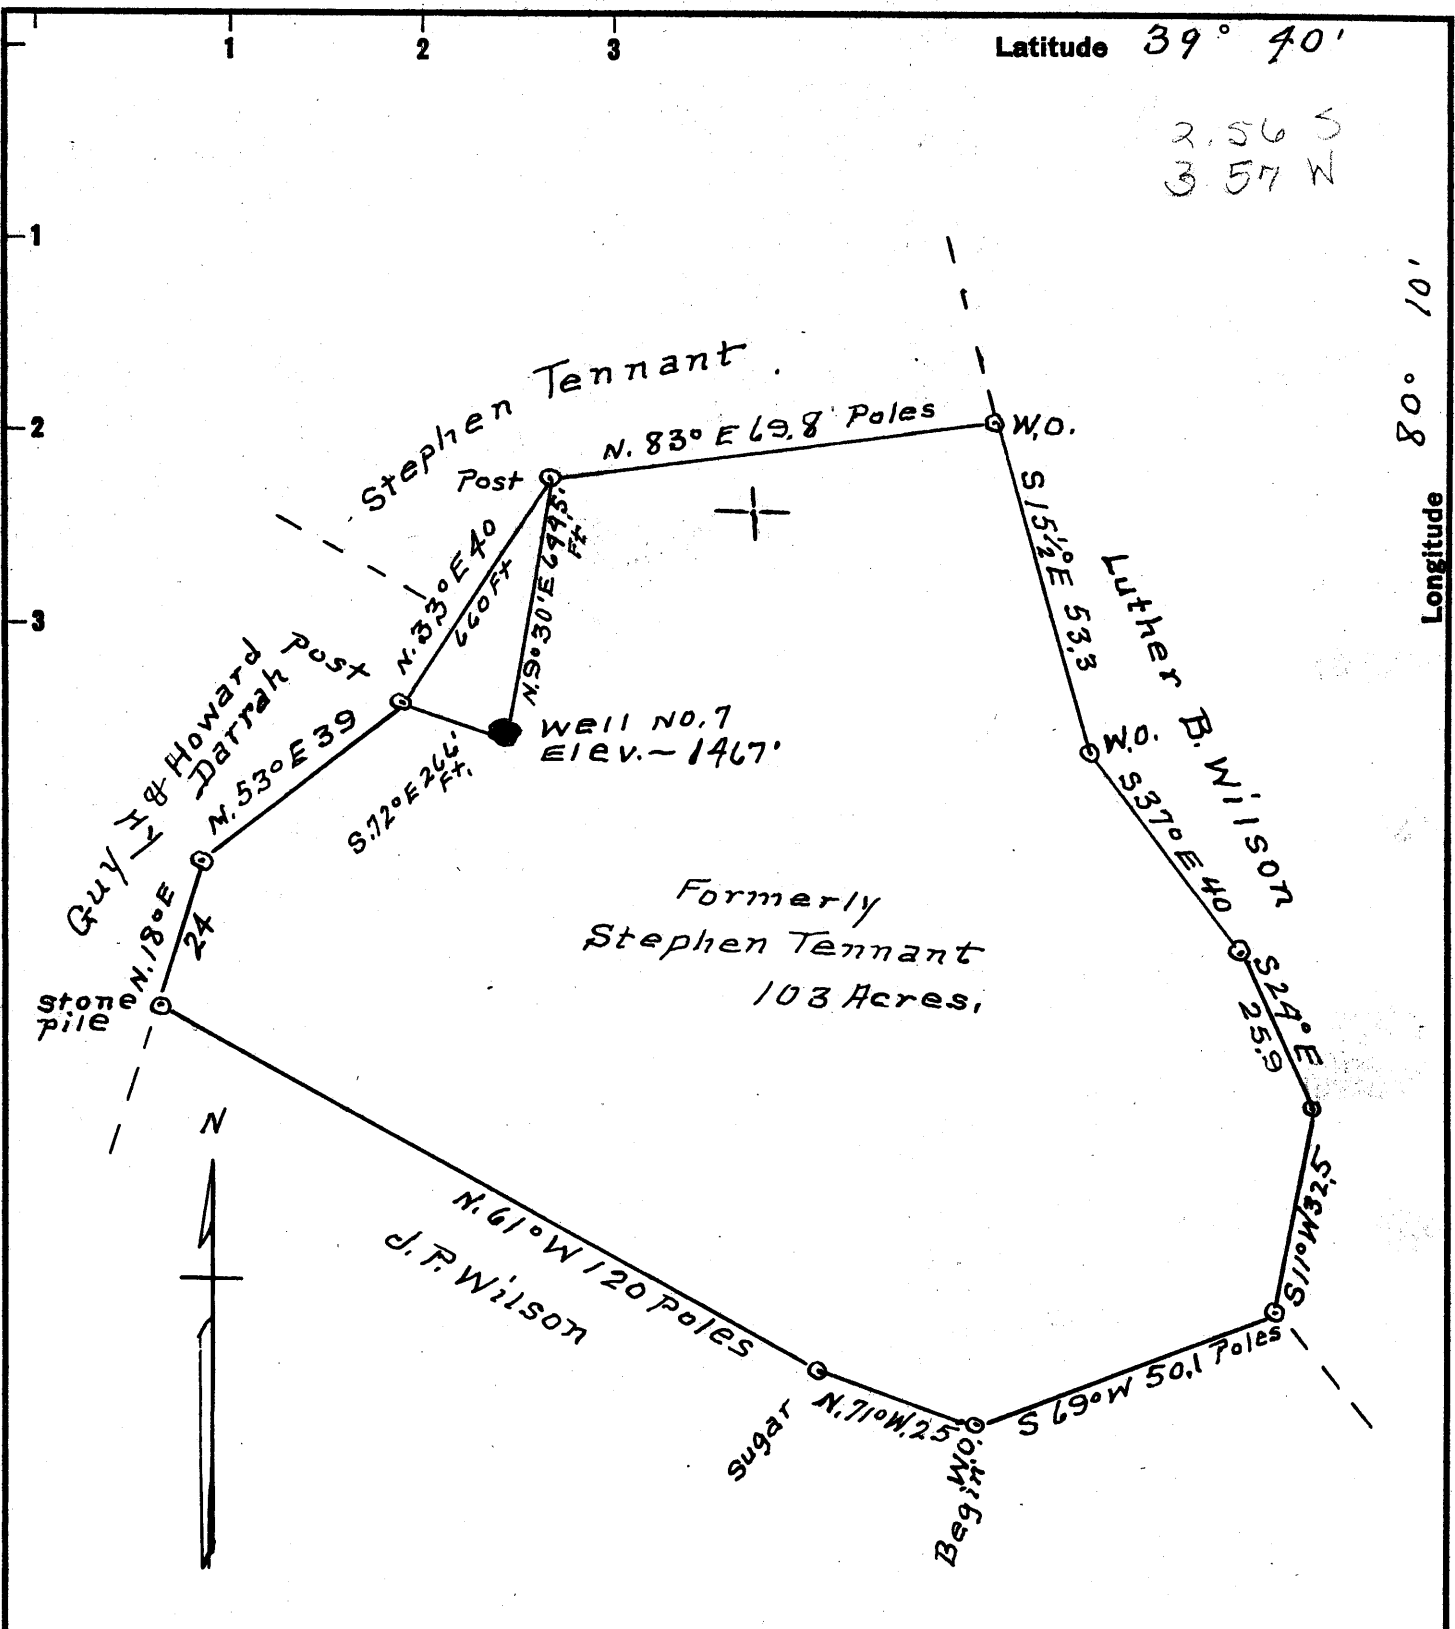 1 2 3 Latitude 39° 40'
2.56 S
3 57 W
1
2
3
Longitude 80° 10'
Stephen Tennant
N. 83° E 69.8 Poles
W.O.
Post
N. 33° E 40
660 Ft
N. 9° 30' E 644.5' Ft
S 15 1/2° E 53.3
Luther B. Wilson
Post
Guy H. & Howard
Darrah
N. 53° E 39
S. 72° E 266' Ft.
Well No. 7
Elev. ~ 1467'
W.O.
S 37° E 40
N. 18° E
24
Formerly
Stephen Tennant
103 Acres.
S 24° E
25.9
stone
pile
N
N. 61° W 120 Poles
J. P. Wilson
S 11° W 32.5
S 69° W 50.1 Poles
Sugar
N. 71° W. 25
W.O.
Begin.